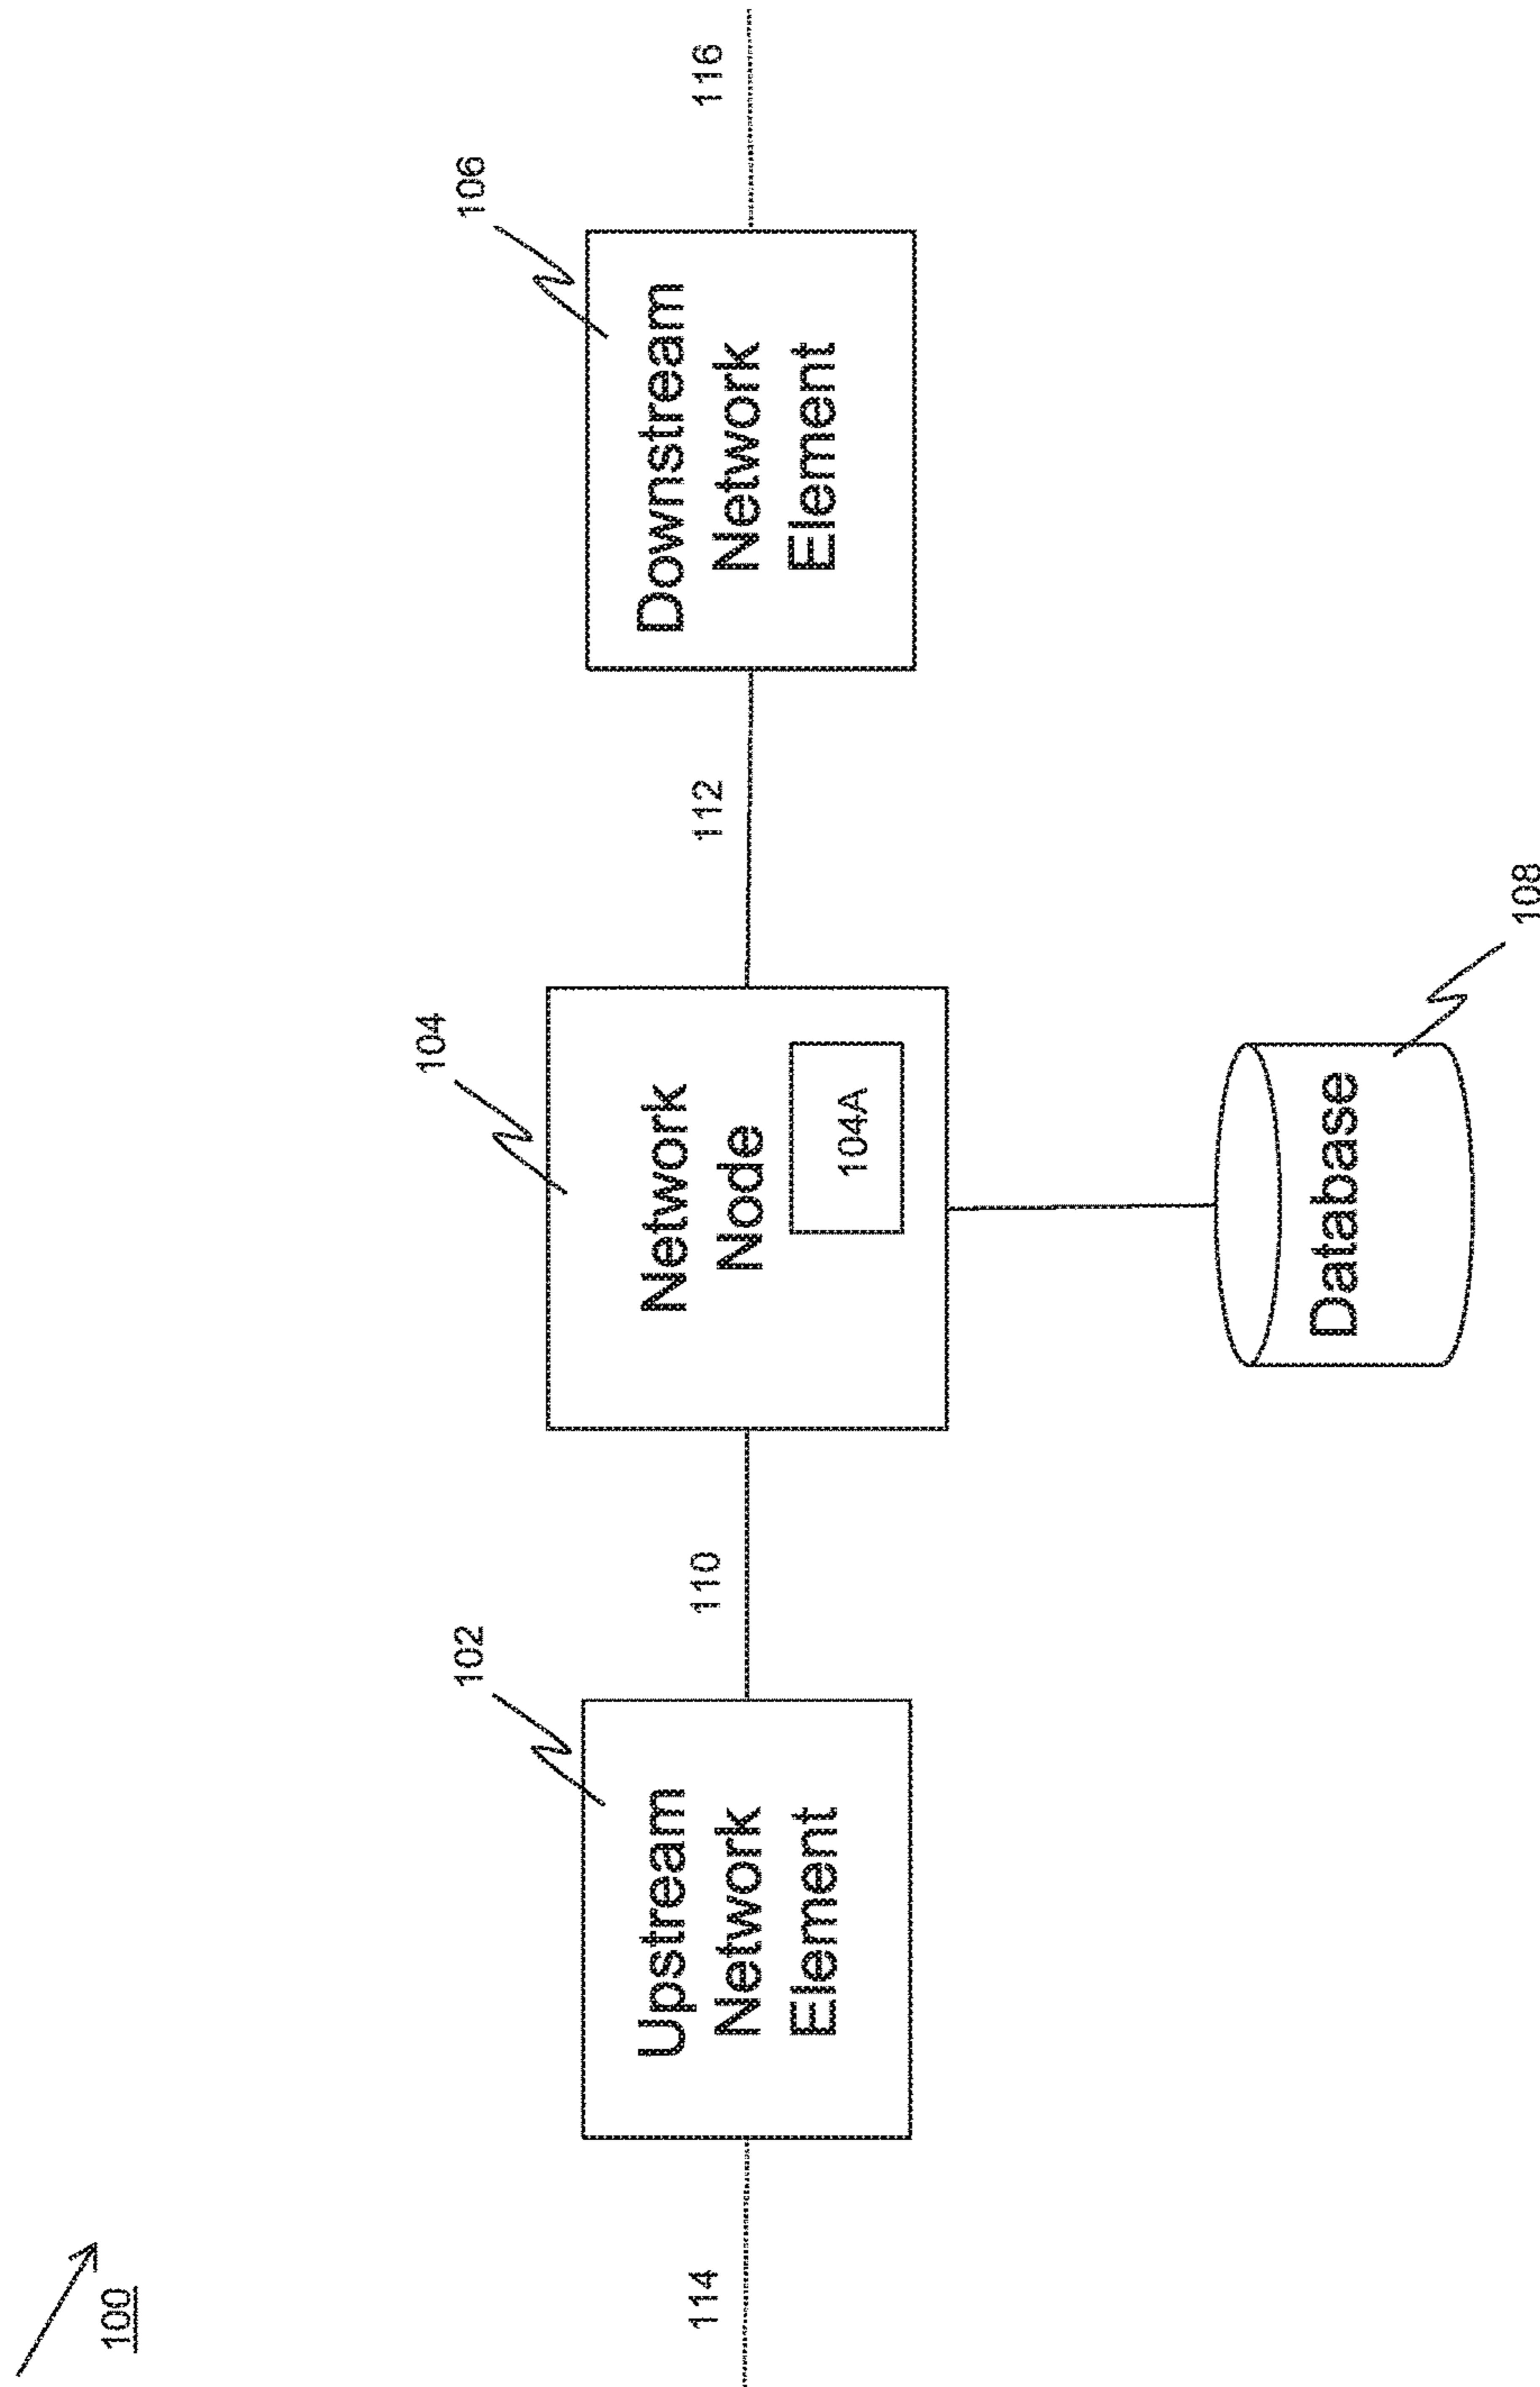 100
104
102
106
114
110
112
116
Upstream
Network
Element
Network
Node
104A
Downstream
Network
Element
Database
108